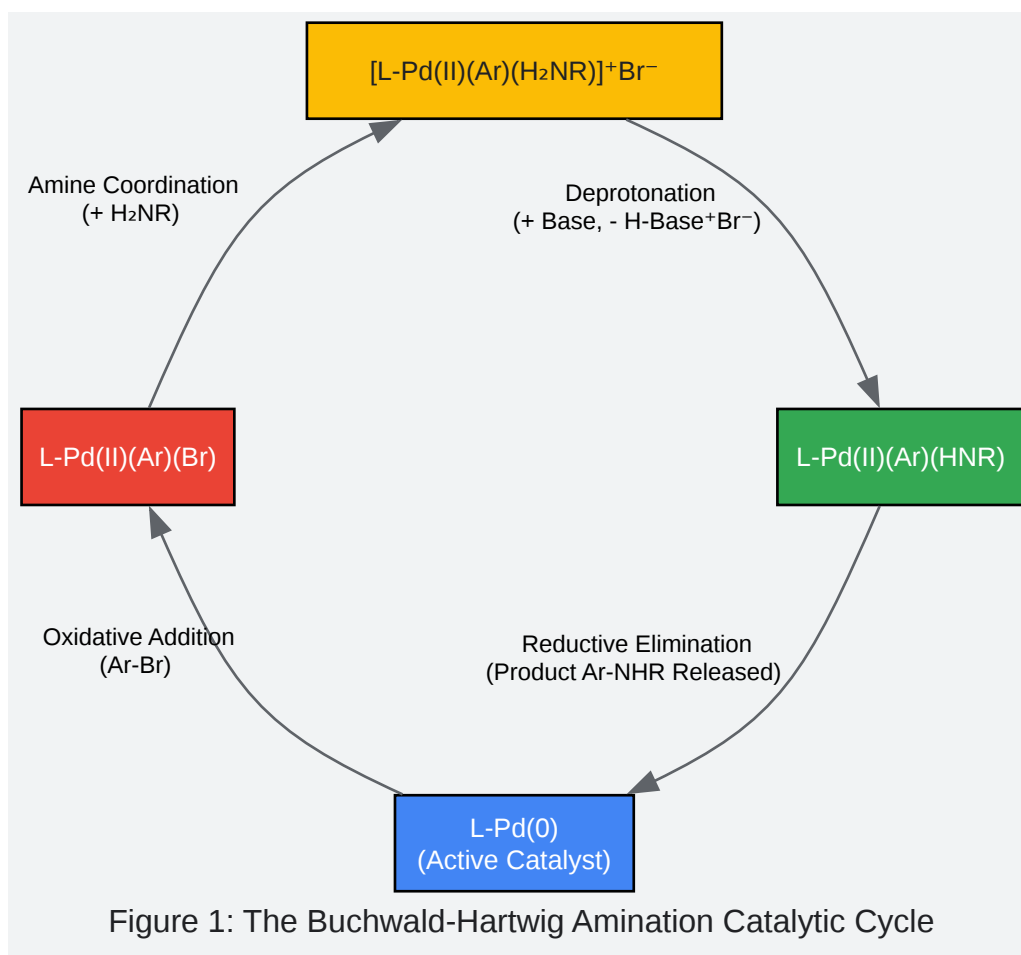 [L-Pd(II)(Ar)(H₂NR)]⁺Br⁻
Amine Coordination
(+ H₂NR)
Deprotonation
(+ Base, - H-Base⁺Br⁻)
L-Pd(II)(Ar)(Br)
L-Pd(II)(Ar)(HNR)
Oxidative Addition
(Ar-Br)
Reductive Elimination
(Product Ar-NHR Released)
L-Pd(0)
(Active Catalyst)
Figure 1: The Buchwald-Hartwig Amination Catalytic Cycle